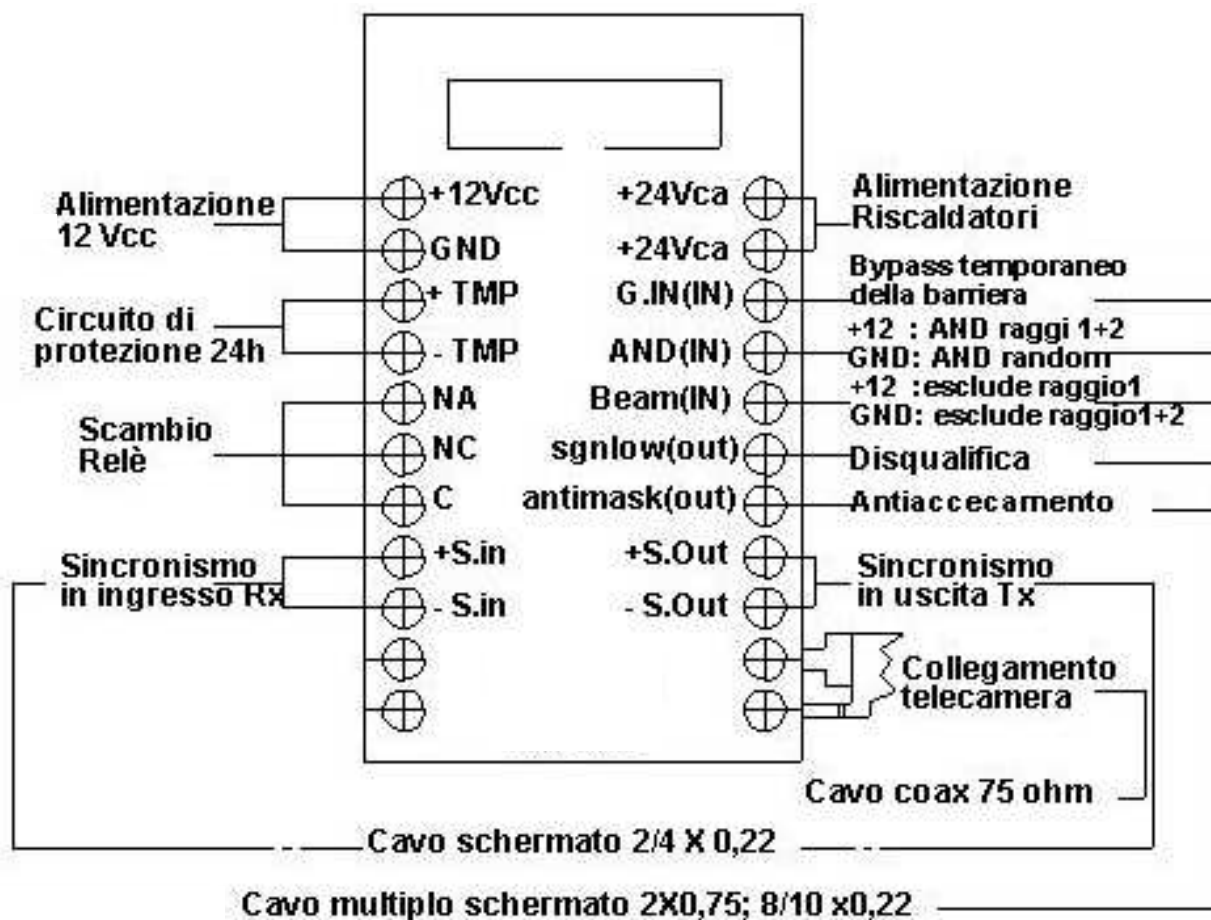 Alimentazione
12 Vcc
Circuito di
protezione 24h
Scambio
Relè
Sincronismo
in ingresso Rx
+12Vcc
GND
+ TMP
- TMP
NA
NC
C
+S.in
- S.in
+24Vca
+24Vca
G.IN(IN)
AND(IN)
Beam(IN)
sgnlow(out)
antimask(out)
+S.Out
- S.Out
Alimentazione
Riscaldatori
Bypass temporaneo
della barriera
+12 : AND raggi 1+2
GND: AND random
+12 :esclude raggio1
GND: esclude raggio1+2
Disqualifica
Antiaccecamento
Sincronismo
in uscita Tx
Collegamento
telecamera
Cavo coax 75 ohm
Cavo schermato 2/4 X 0,22
Cavo multiplo schermato 2X0,75; 8/10 x0,22